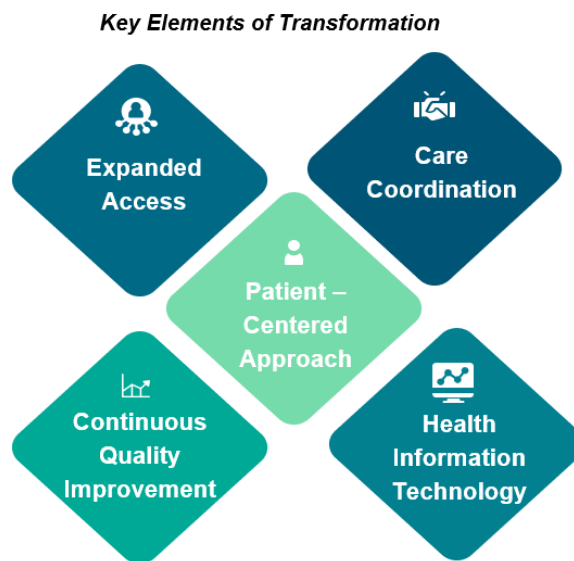 Key Elements of Transformation
Expanded
Access
Care
Coordination
Patient –
Centered
Approach
Continuous
Quality
Improvement
Health
Information
Technology